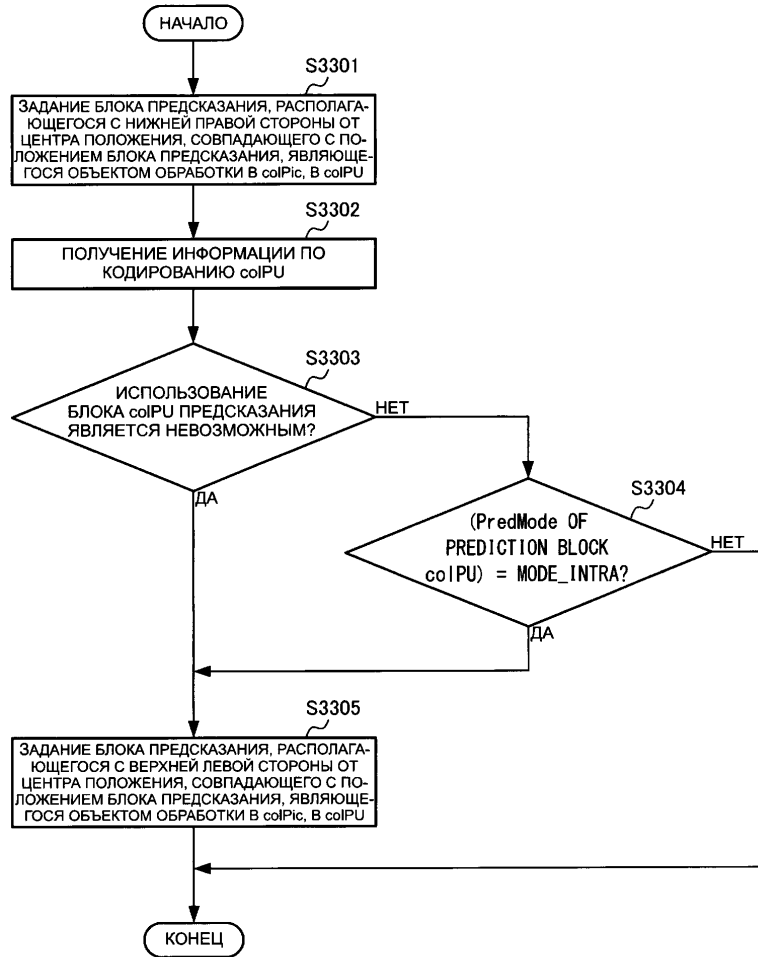 НАЧАЛО
S3301
ЗАДАНИЕ БЛОКА ПРЕДСКАЗАНИЯ, РАСПОЛАГА-
ЮЩЕГОСЯ С НИЖНЕЙ ПРАВОЙ СТОРОНЫ ОТ
ЦЕНТРА ПОЛОЖЕНИЯ, СОВПАДАЮЩЕГО С ПО-
ЛОЖЕНИЕМ БЛОКА ПРЕДСКАЗАНИЯ, ЯВЛЯЮЩЕ-
ГОСЯ ОБЪЕКТОМ ОБРАБОТКИ В colPic, В colPU
S3302
ПОЛУЧЕНИЕ ИНФОРМАЦИИ ПО
КОДИРОВАНИЮ colPU
S3303
ИСПОЛЬЗОВАНИЕ
БЛОКА colPU ПРЕДСКАЗАНИЯ
ЯВЛЯЕТСЯ НЕВОЗМОЖНЫМ?
НЕТ
ДА
S3304
(PredMode OF
PREDICTION BLOCK
colPU) = MODE_INTRA?
НЕТ
ДА
S3305
ЗАДАНИЕ БЛОКА ПРЕДСКАЗАНИЯ, РАСПОЛАГА-
ЮЩЕГОСЯ С ВЕРХНЕЙ ЛЕВОЙ СТОРОНЫ ОТ
ЦЕНТРА ПОЛОЖЕНИЯ, СОВПАДАЮЩЕГО С ПО-
ЛОЖЕНИЕМ БЛОКА ПРЕДСКАЗАНИЯ, ЯВЛЯЮЩЕ-
ГОСЯ ОБЪЕКТОМ ОБРАБОТКИ В colPic, В colPU
КОНЕЦ